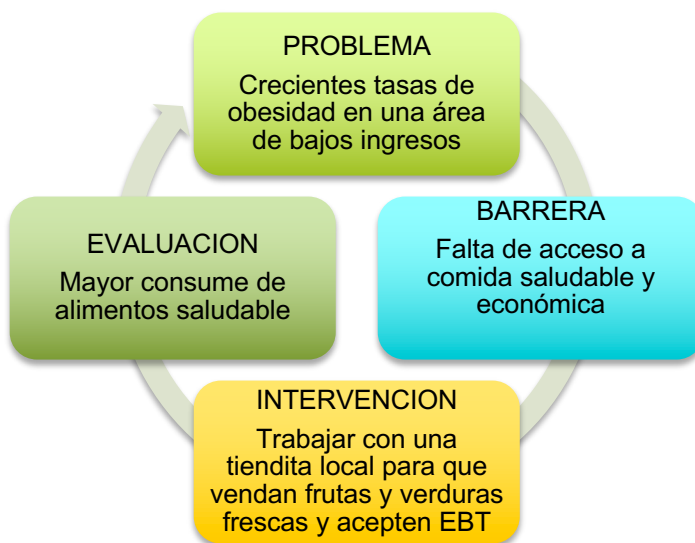 PROBLEMA
Crecientes tasas de
obesidad en una área
de bajos ingresos
BARRERA
Falta de acceso a
comida saludable y
económica
INTERVENCION
Trabajar con una
tiendita local para que
vendan frutas y verduras
frescas y acepten EBT
EVALUACION
Mayor consume de
alimentos saludable